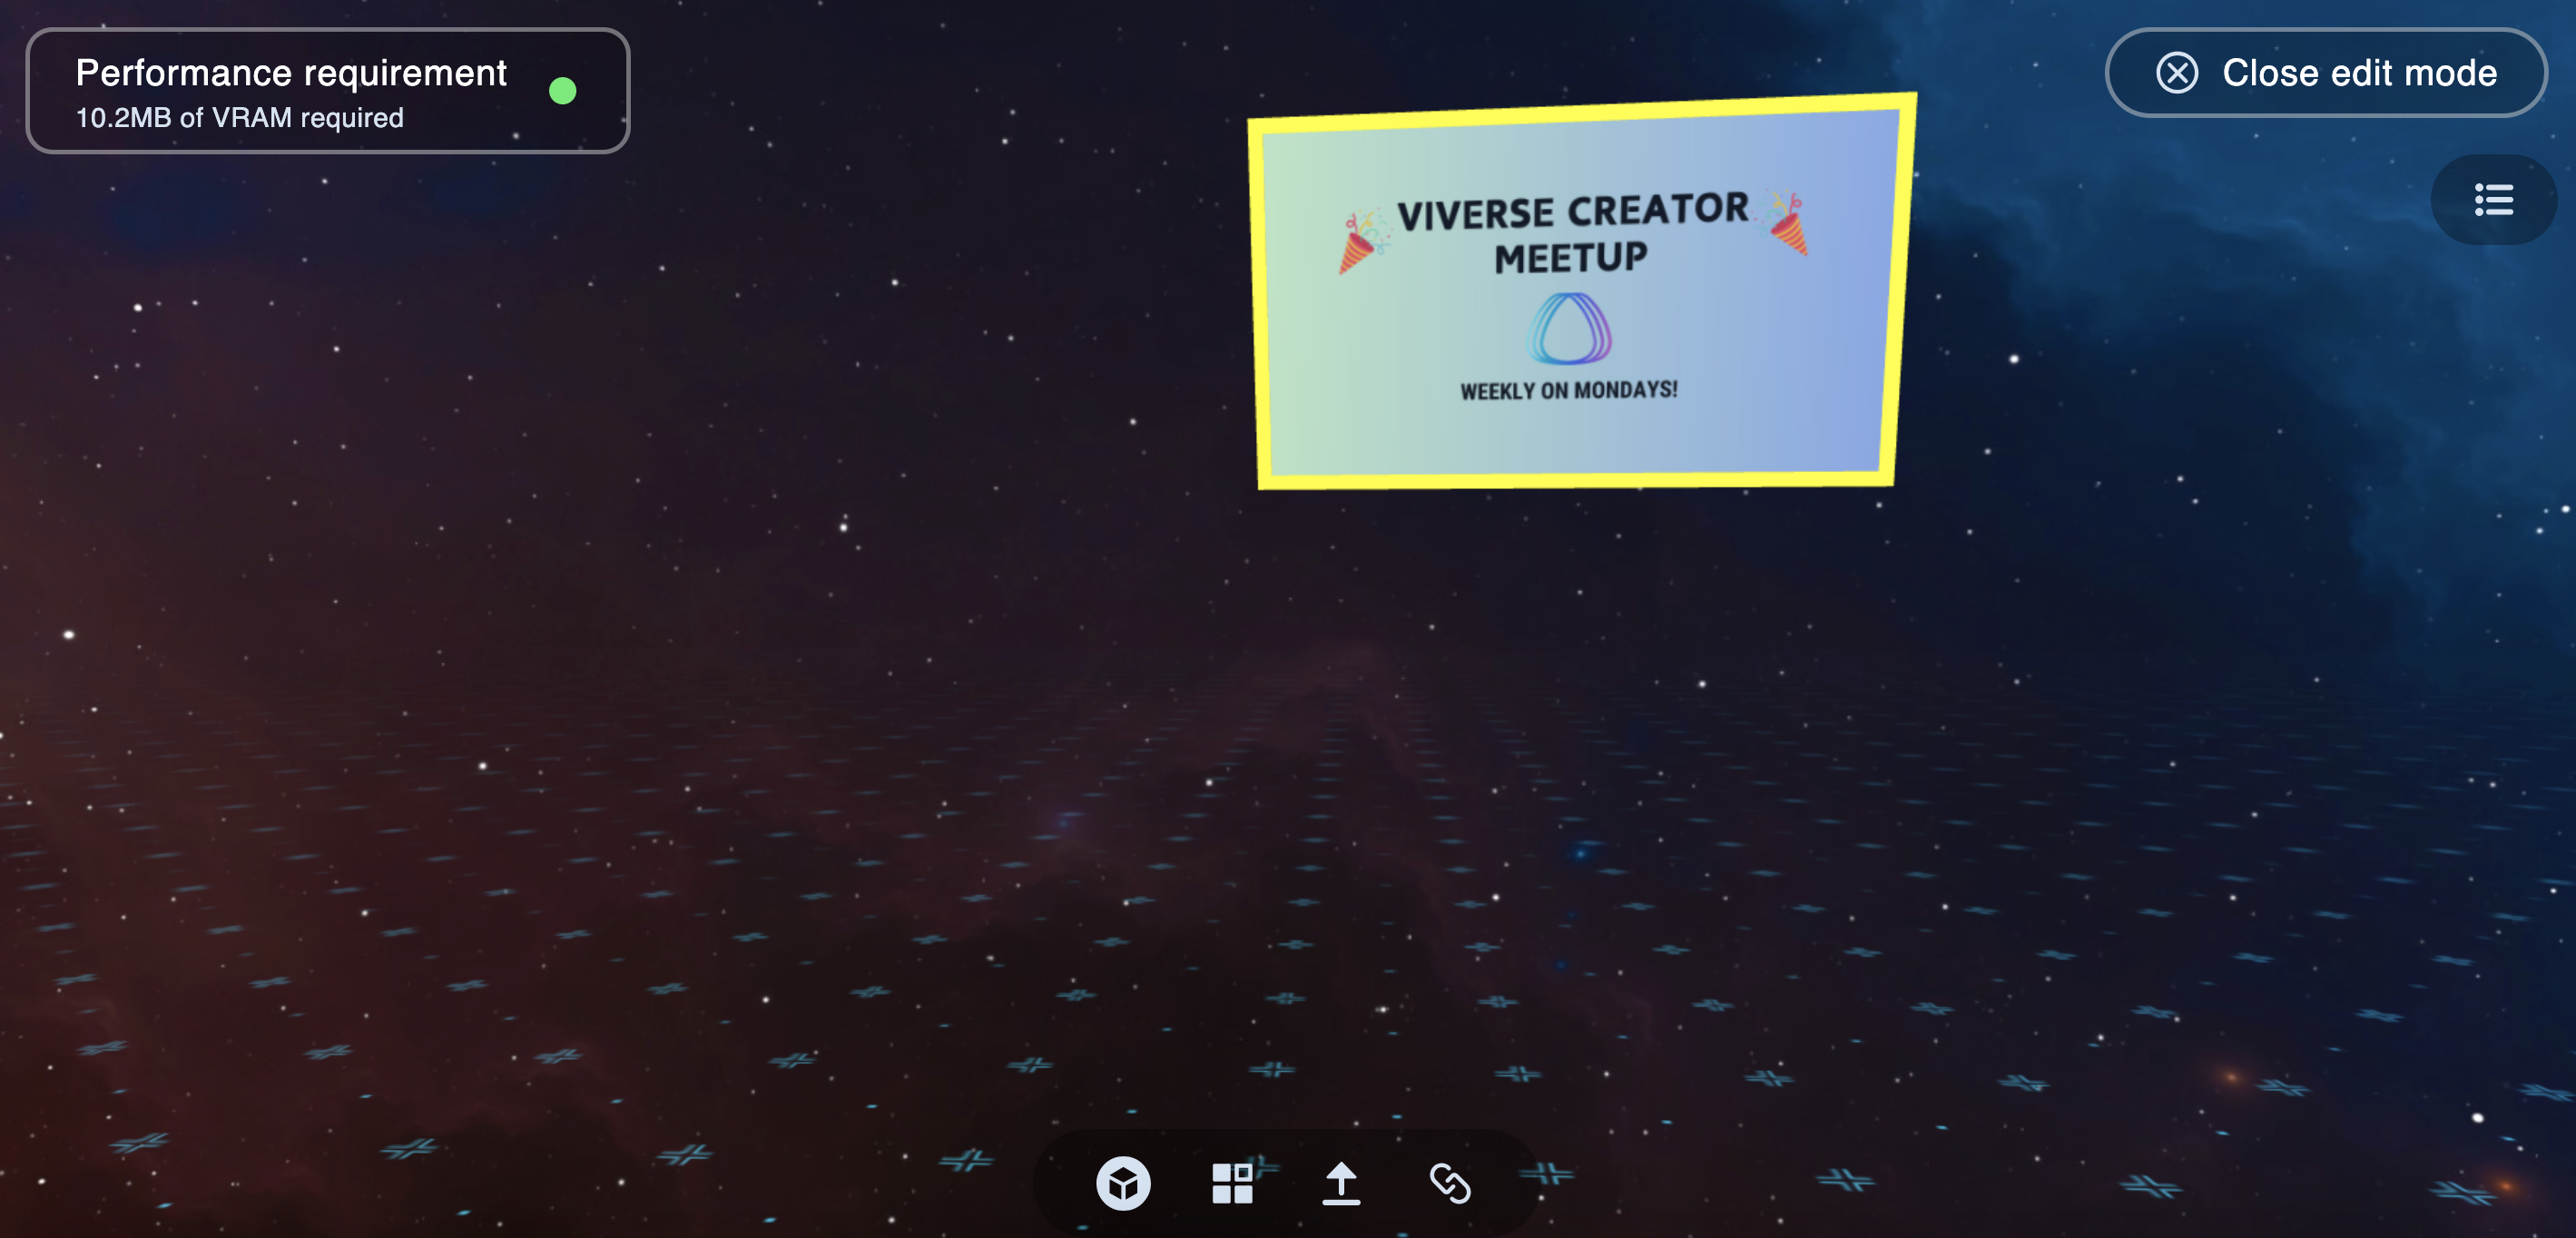 Performance requirement
10.2MB of VRAM required
Close edit mode
VIVERSE CREATOR
MEETUP
WEEKLY ON MONDAYS!